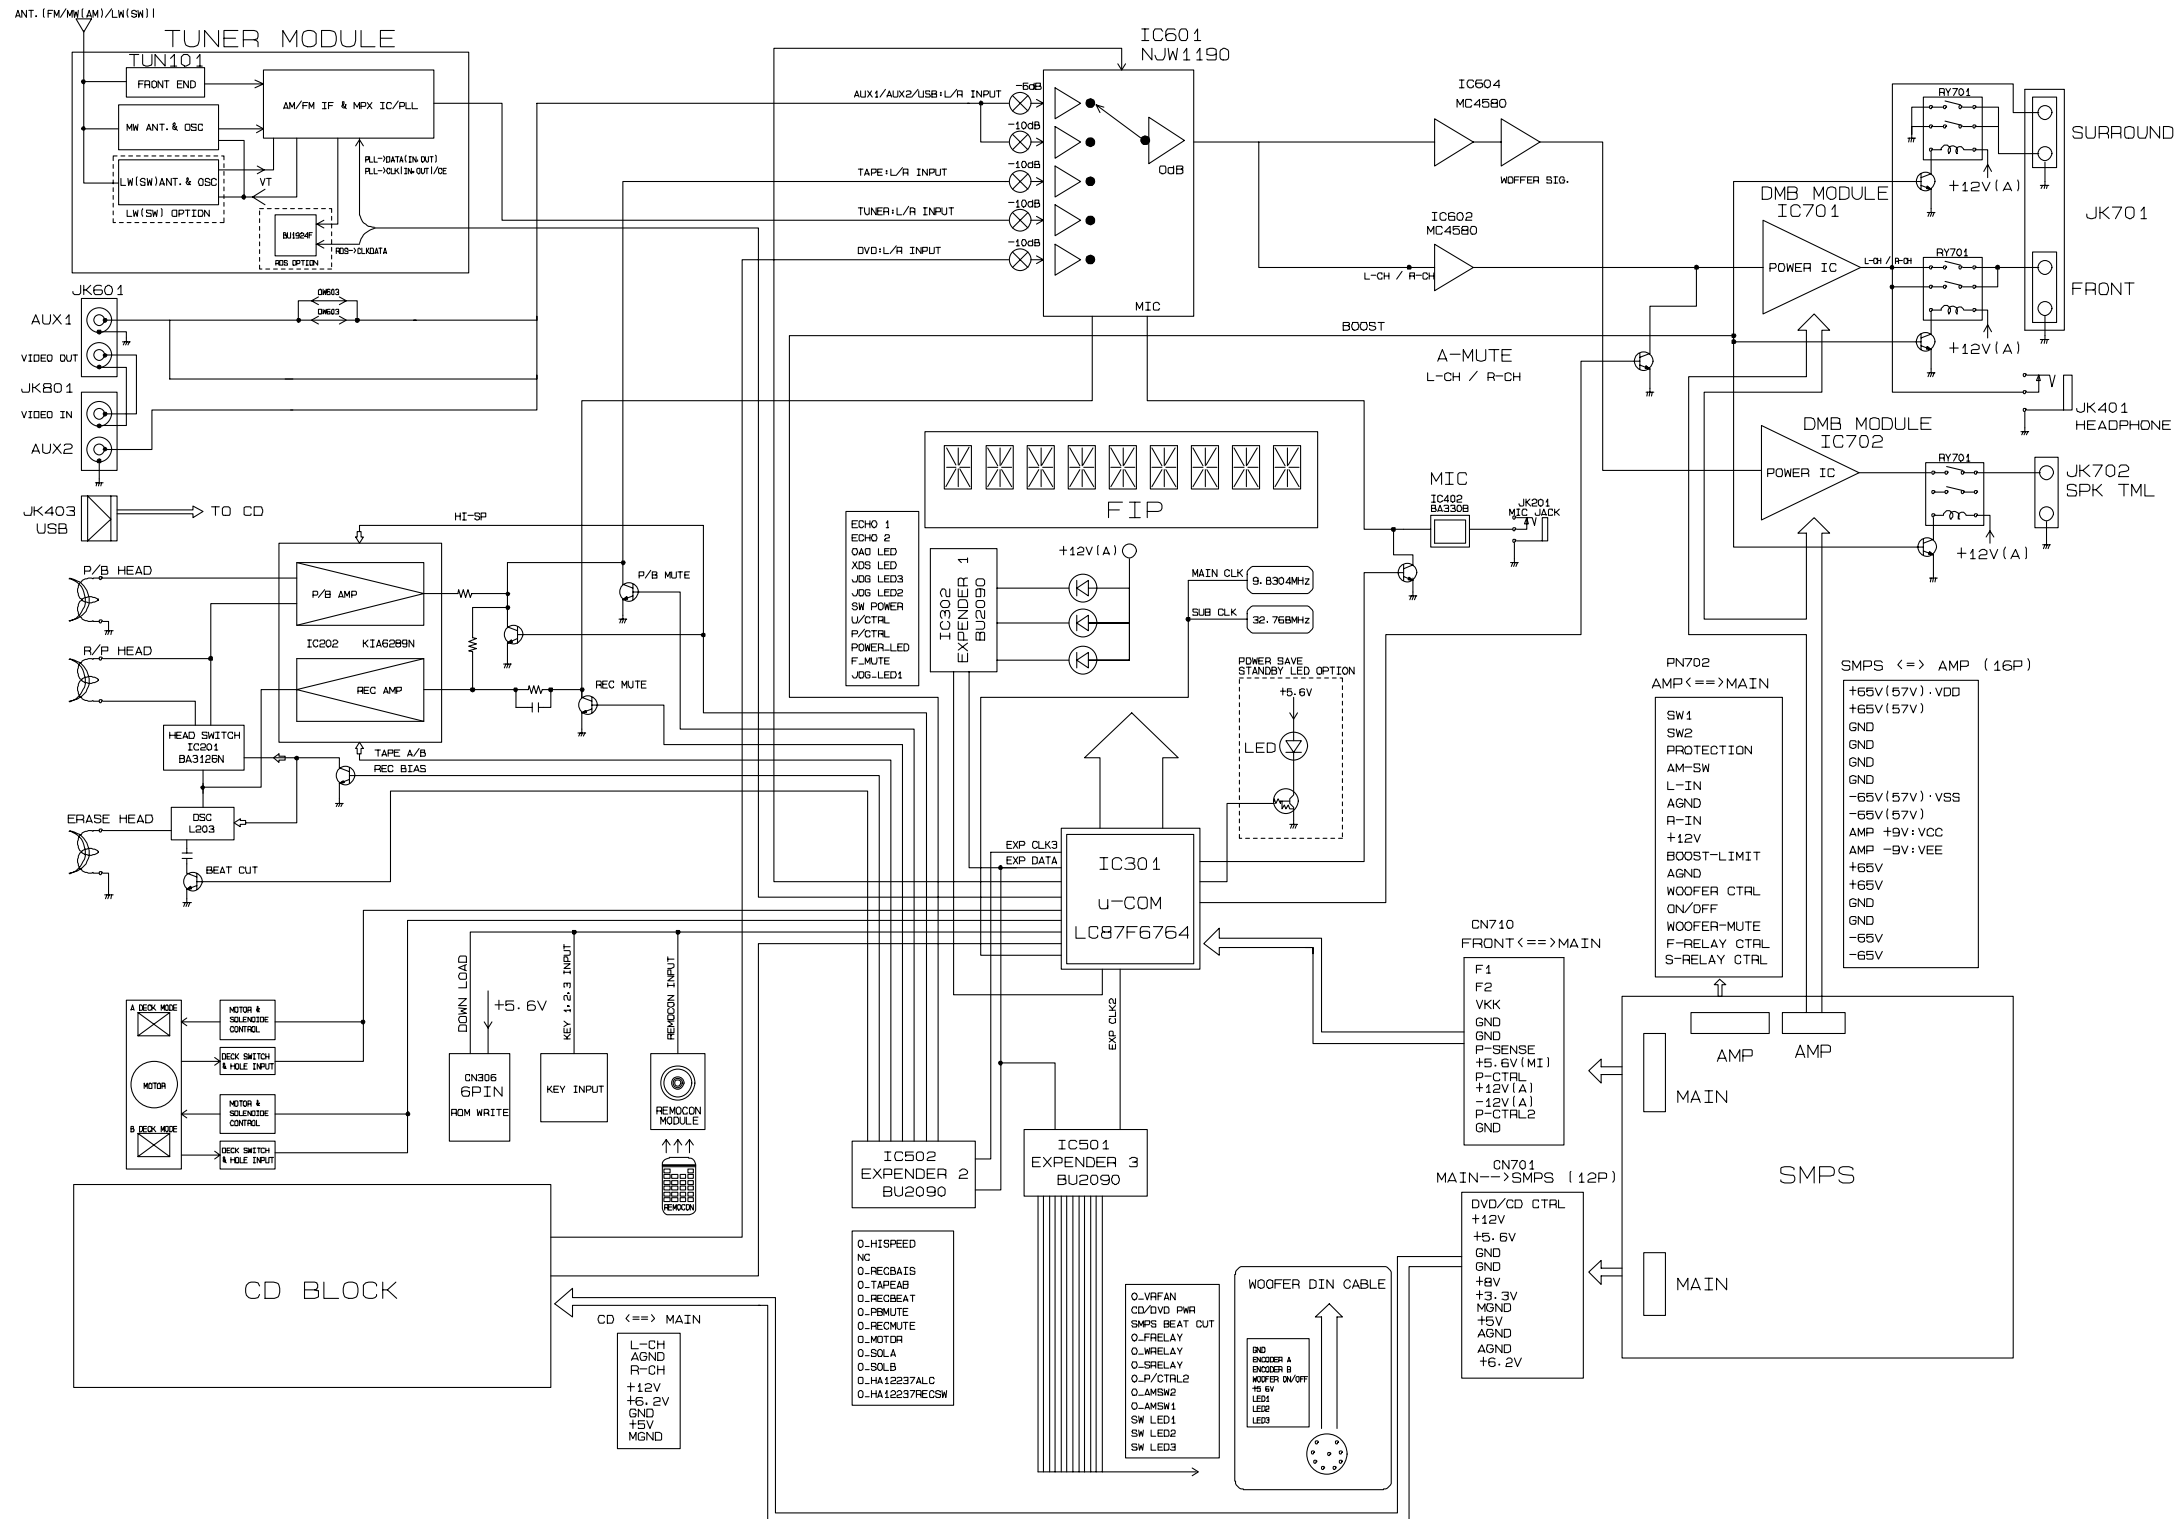 ANT.(FM/MW(AM)/LW(SW))
TUNER MODULE
TUN101
FRONT END
AM/FM IF & MPX IC/PLL
MW ANT.& OSC
LW(SW)ANT.& OSC
LW(SW) OPTION
VT
PLL->DATA(IN.OUT)
PLL->CLK(IN.OUT)/CE
BU1924F
RDS OPTION
RDS->CLKDATA
IC601
NJW1190
AUX1/AUX2/USB:L/R INPUT
-10dB
TAPE:L/R INPUT
-10dB
TUNER:L/R INPUT
-10dB
DVD:L/R INPUT
-10dB
0dB
MIC
IC604
MC4580
WOFFER SIG.
IC602
MC4580
L-CH / R-CH
DMB MODULE
IC701
POWER IC
L-CH / R-CH
RY701
+12V(A)
RY701
+12V(A)
SURROUND
JK701
FRONT
JK401
HEADPHONE
BOOST
A-MUTE
L-CH / R-CH
DMB MODULE
IC702
POWER IC
RY701
+12V(A)
JK702
SPK TML
JK601
AUX1
VIDEO OUT
JK801
VIDEO IN
AUX2
JK403
USB
TO CD
FIP
MIC
IC402
BA3308
JK201
MIC JACK
HI-SP
P/B HEAD
P/B AMP
P/B MUTE
IC202 KIA6289N
R/P HEAD
REC AMP
REC MUTE
HEAD SWITCH
IC201
BA3126N
TAPE A/B
REC BIAS
OSC
L203
ERASE HEAD
BEAT CUT
ECHO 1
ECHO 2
OAO LED
XDS LED
JOG LED3
JOG LED2
SW POWER
U/CTRL
P/CTRL
POWER_LED
F_MUTE
JOG_LED1
IC302
EXPENDER 1
BU2090
+12V(A)
MAIN CLK
9.8304MHz
SUB CLK
32.768MHz
POWER SAVE
STANDBY LED OPTION
+5.6V
LED
EXP CLK3
EXP DATA
IC301
u-COM
LC87F6764
EXP CLK2
PN702
AMP<==>MAIN
SW1
SW2
PROTECTION
AM-SW
L-IN
AGND
R-IN
+12V
BOOST-LIMIT
AGND
WOOFER CTRL
ON/OFF
WOOFER-MUTE
F-RELAY CTRL
S-RELAY CTRL
SMPS <=> AMP (16P)
+65V(57V).VDD
+65V(57V)
GND
GND
GND
GND
-65V(57V).VSS
-65V(57V)
AMP +9V:VCC
AMP -9V:VEE
+65V
+65V
GND
GND
-65V
-65V
CN710
FRONT<==>MAIN
F1
F2
VKK
GND
GND
P-SENSE
+5.6V(MI)
P-CTRL
+12V(A)
-12V(A)
P-CTRL2
GND
AMP
AMP
MAIN
MAIN
SMPS
CN701
MAIN-->SMPS (12P)
DVD/CD CTRL
+12V
+5.6V
GND
GND
+8V
+3.3V
MGND
+5V
AGND
AGND
+6.2V
A DECK MODE
MOTOR &
SOLENOIDE
CONTROL
DECK SWITCH
& HOLE INPUT
MOTOR
MOTOR &
SOLENOIDE
CONTROL
B DECK MODE
DECK SWITCH
& HOLE INPUT
DOWN LOAD
+5.6V
KEY 1,2,3 INPUT
REMOCON INPUT
CN306
6PIN
ROM WRITE
KEY INPUT
REMOCON
MODULE
REMOCON
IC502
EXPENDER 2
BU2090
IC501
EXPENDER 3
BU2090
CD BLOCK
CD <==> MAIN
L-CH
AGND
R-CH
+12V
+6.2V
GND
+5V
MGND
O_HISPEED
NC
O_RECBAIS
O_TAPEAB
O_RECBEAT
O_PBMUTE
O_RECMUTE
O_MOTOR
O_SOLA
O_SOLB
O_HA12237ALC
O_HA12237RECSW
O_VRFAN
CD/DVD PWR
SMPS BEAT CUT
O_FRELAY
O_WRELAY
O_SRELAY
O_P/CTRL2
O_AMSW2
O_AMSW1
SW LED1
SW LED2
SW LED3
WOOFER DIN CABLE
GND
ENCODER A
ENCODER B
WOOFER ON/OFF
+5 6V
LED1
LED2
LED3